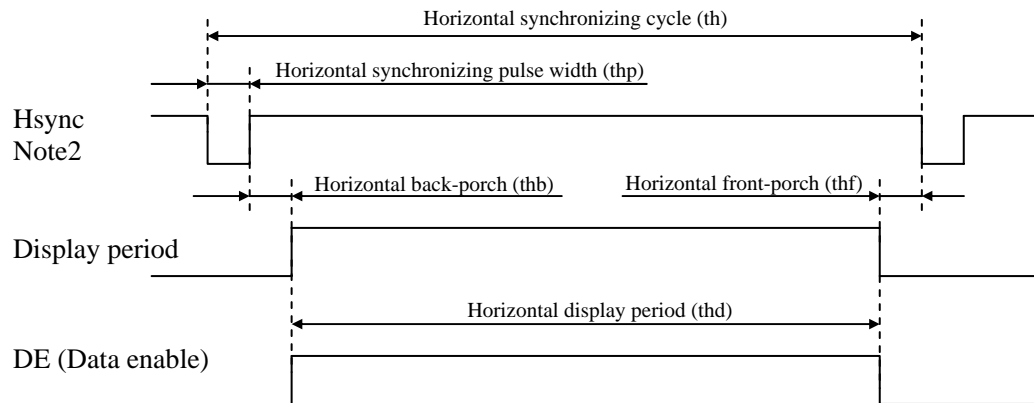 Horizontal synchronizing cycle (th)
Horizontal synchronizing pulse width (thp)
Hsync
Note2
Horizontal back-porch (thb)
Horizontal front-porch (thf)
Display period
Horizontal display period (thd)
DE (Data enable)